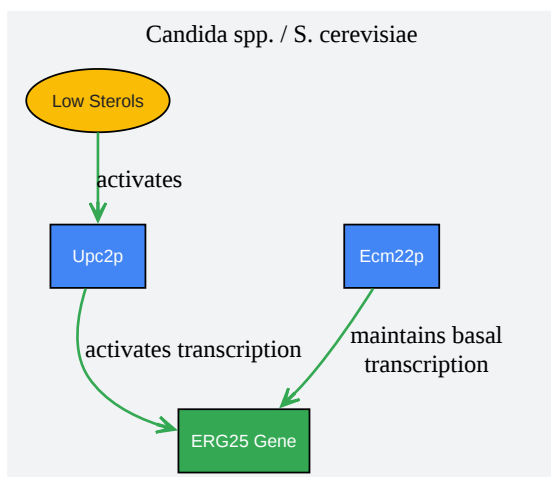 Candida spp. / S. cerevisiae
Low Sterols
activates
Upc2p
Ecm22p
activates transcription
maintains basal
transcription
ERG25 Gene